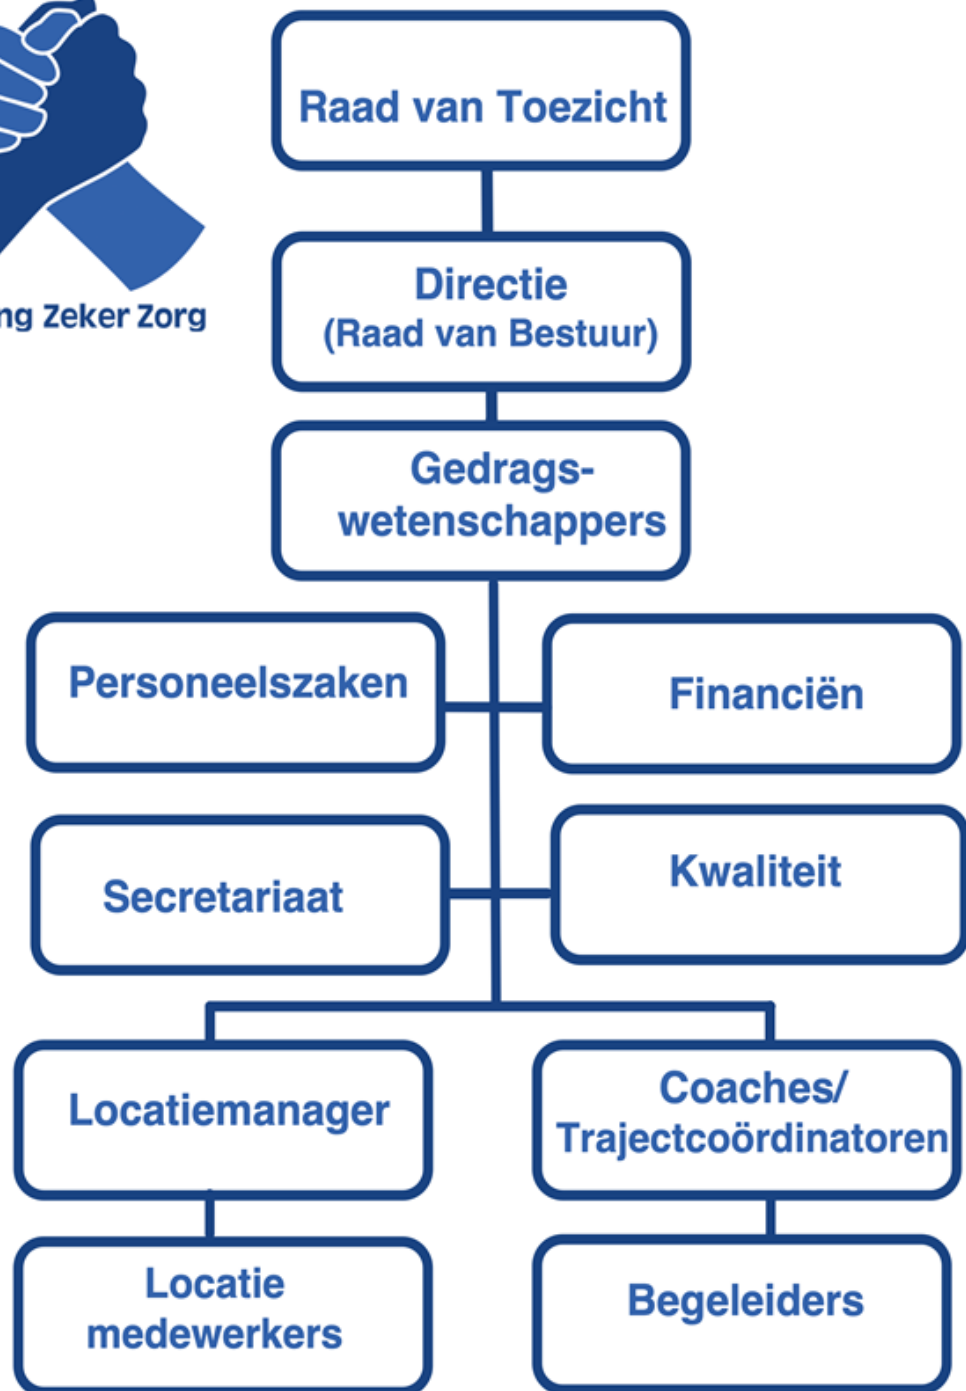 Raad van Toezicht
Directie
(Raad van Bestuur)
Zeker Zorg
Gedrags-
wetenschappers
Personeelszaken
Financiën
Secretariaat
Kwaliteit
Locatiemanager
Coaches/
Trajectcoördinatoren
Locatie
medewerkers
Begeleiders